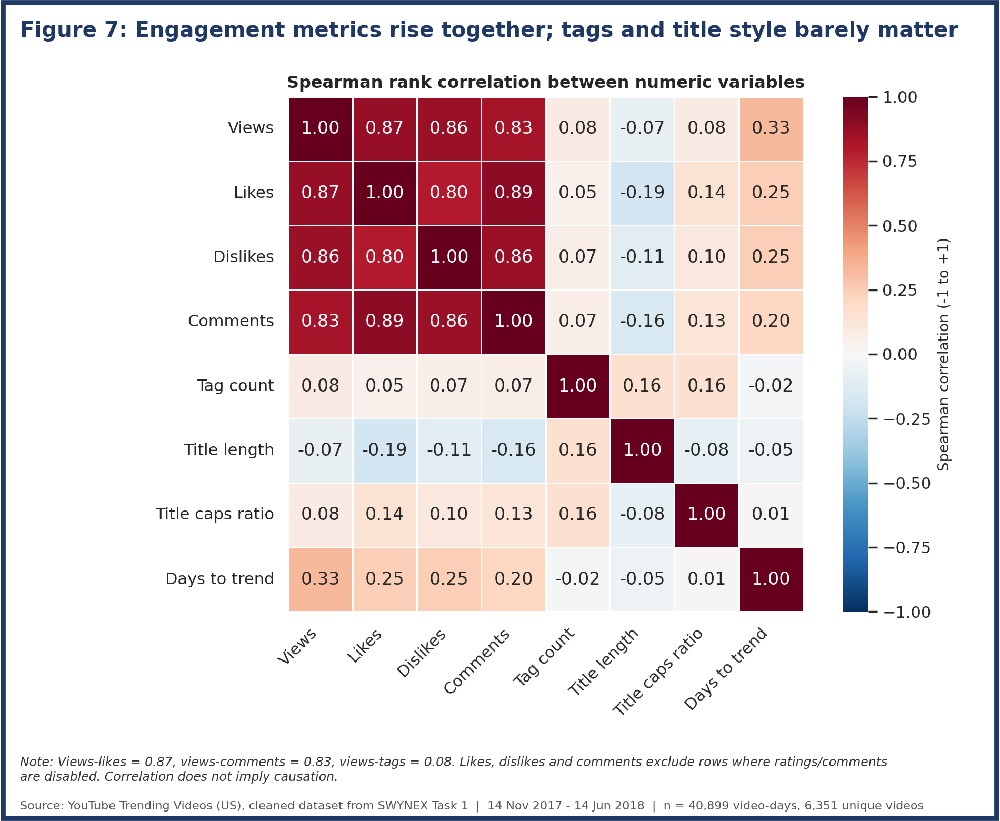 Figure 7: Engagement metrics rise together; tags and title style barely matter
Spearman rank correlation between numeric variables
Views 1.00 0.87 0.86 0.83 0.08 -0.07 0.08 0.33
Likes 0.87 1.00 0.80 0.89 0.05 -0.19 0.14 0.25
Dislikes 0.86 0.80 1.00 0.86 0.07 -0.11 0.10 0.25
Comments 0.83 0.89 0.86 1.00 0.07 -0.16 0.13 0.20
Tag count 0.08 0.05 0.07 0.07 1.00 0.16 0.16 -0.02
Title length -0.07 -0.19 -0.11 -0.16 0.16 1.00 -0.08 -0.05
Title caps ratio 0.08 0.14 0.10 0.13 0.16 -0.08 1.00 0.01
Days to trend 0.33 0.25 0.25 0.20 -0.02 -0.05 0.01 1.00
Views Likes Dislikes Comments Tag count Title length Title caps ratio Days to trend
1.00
0.75
0.50
0.25
0.00
−0.25
−0.50
−0.75
−1.00
Spearman correlation (-1 to +1)
Note: Views-likes = 0.87, views-comments = 0.83, views-tags = 0.08. Likes, dislikes and comments exclude rows where ratings/comments
are disabled. Correlation does not imply causation.
Source: YouTube Trending Videos (US), cleaned dataset from SWYNEX Task 1 | 14 Nov 2017 - 14 Jun 2018 | n = 40,899 video-days, 6,351 unique videos